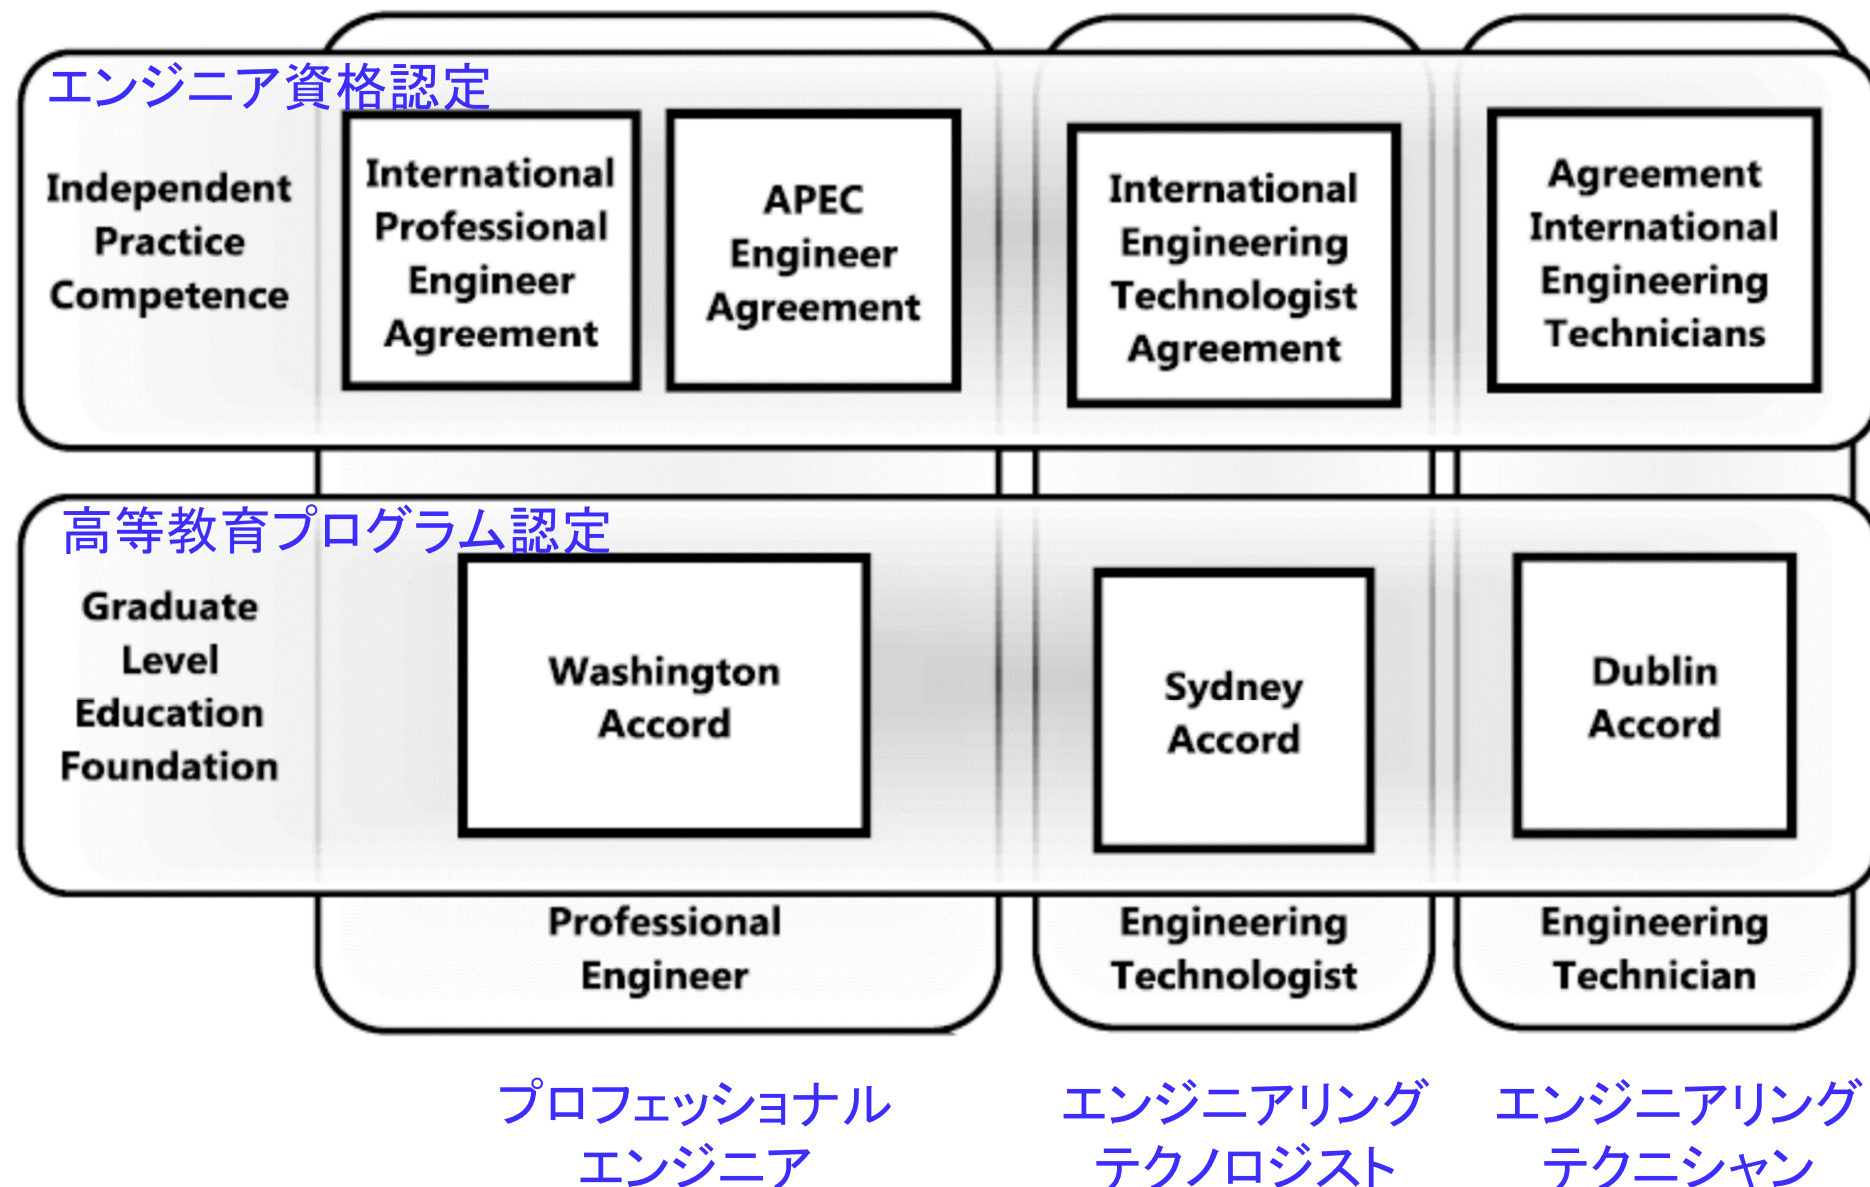 エンジニア資格認定
Independent
Practice
Competence
International
Professional
Engineer
Agreement
APEC
Engineer
Agreement
International
Engineering
Technologist
Agreement
Agreement
International
Engineering
Technicians
高等教育プログラム認定
Graduate
Level
Education
Foundation
Washington
Accord
Sydney
Accord
Dublin
Accord
Professional
Engineer
Engineering
Technologist
Engineering
Technician
プロフェッショナル
エンジニア
エンジニアリング
テクノロジスト
エンジニアリング
テクニシャン